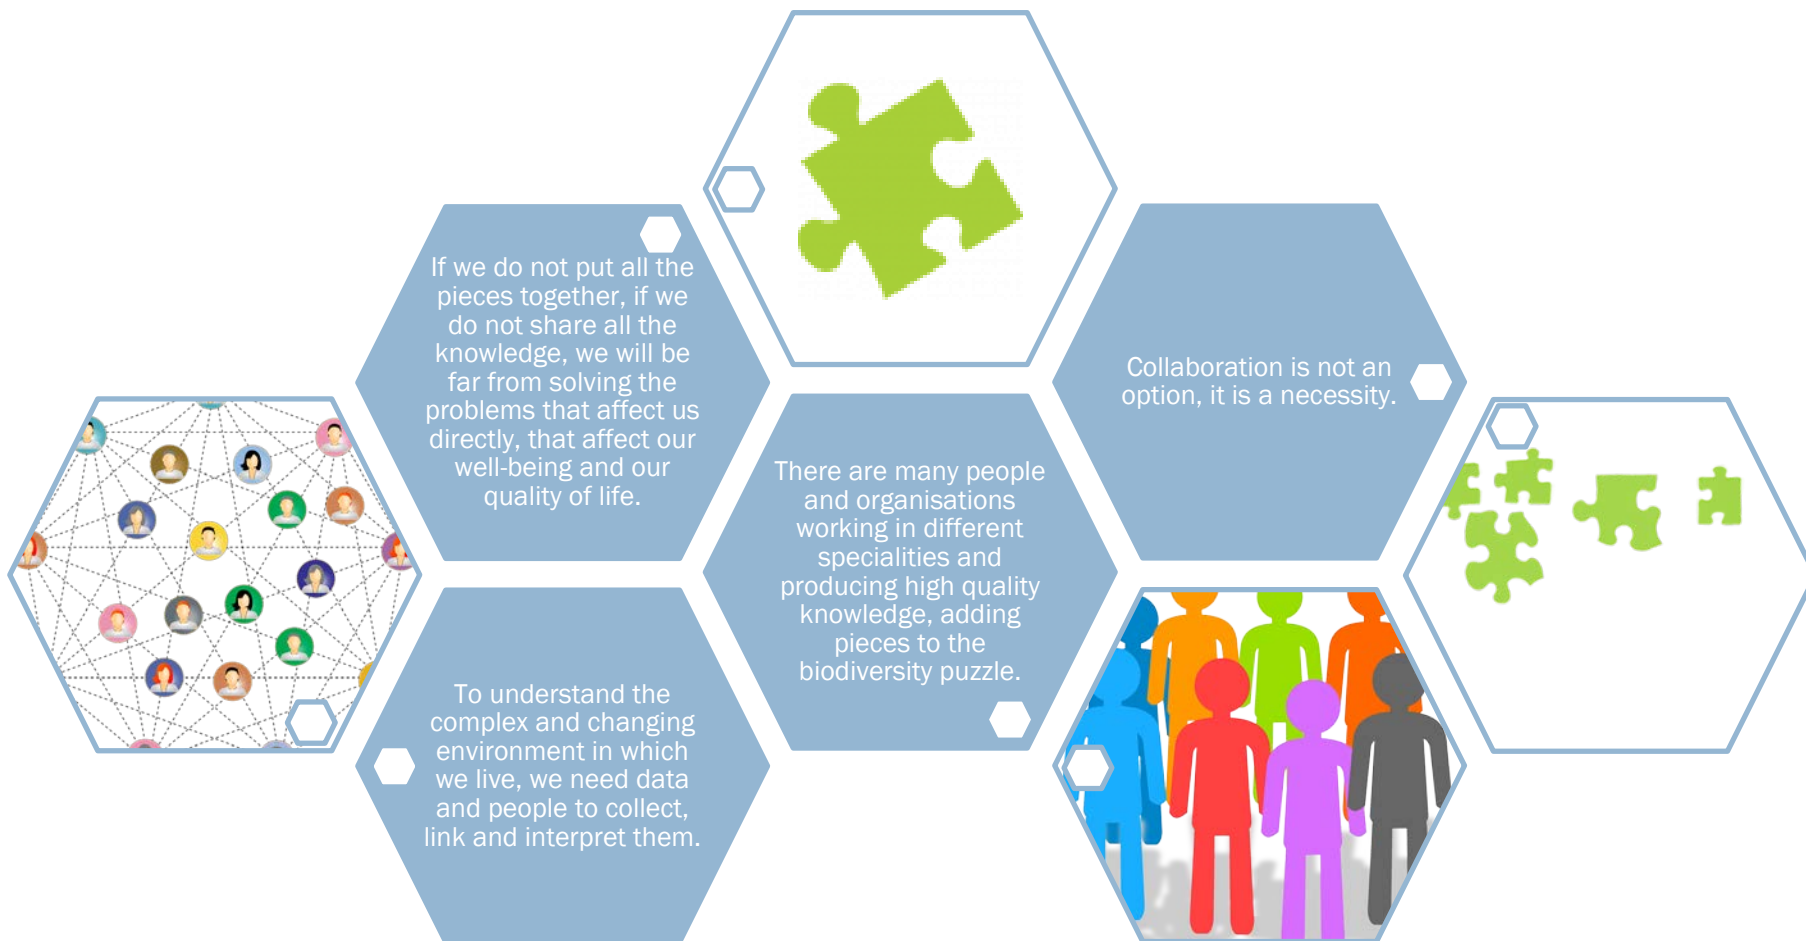 If we do not put all the
pieces together, if we
do not share all the
knowledge, we will be
far from solving the
problems that affect us
directly, that affect our
well-being and our
quality of life.
To understand the
complex and changing
environment in which
we live, we need data
and people to collect,
link and interpret them.
There are many people
and organisations
working in different
specialities and
producing high quality
knowledge, adding
pieces to the
biodiversity puzzle.
Collaboration is not an
option, it is a necessity.